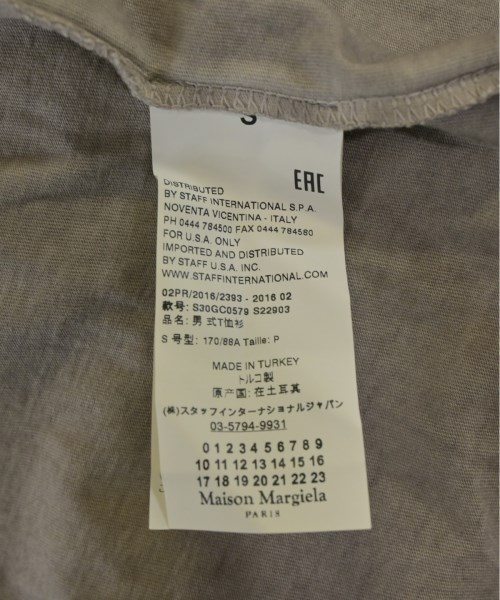 S
EAC
DISTRIBUTED
BY STAFF INTERNATIONAL S.P.A.
NOVENTA VICENTINA - ITALY
PH 0444 784500 FAX 0444 784580
FOR U.S.A. ONLY
IMPORTED AND DISTRIBUTED
BY STAFF U.S.A. INC.
WWW.STAFFINTERNATIONAL.COM
02PR/2016/2393 - 2016 02
款号: S30GC0579 S22903
品名: 男 式T恤衫
S 号型: 170/88A Taille: P
MADE IN TURKEY
トルコ製
原产国: 在土耳其
(株)スタッフインターナショナルジャパン
03-5794-9931
0 1 2 3 4 5 6 7 8 9
10 11 12 13 14 15 16
17 18 19 20 21 22 23
Maison Margiela
PARIS